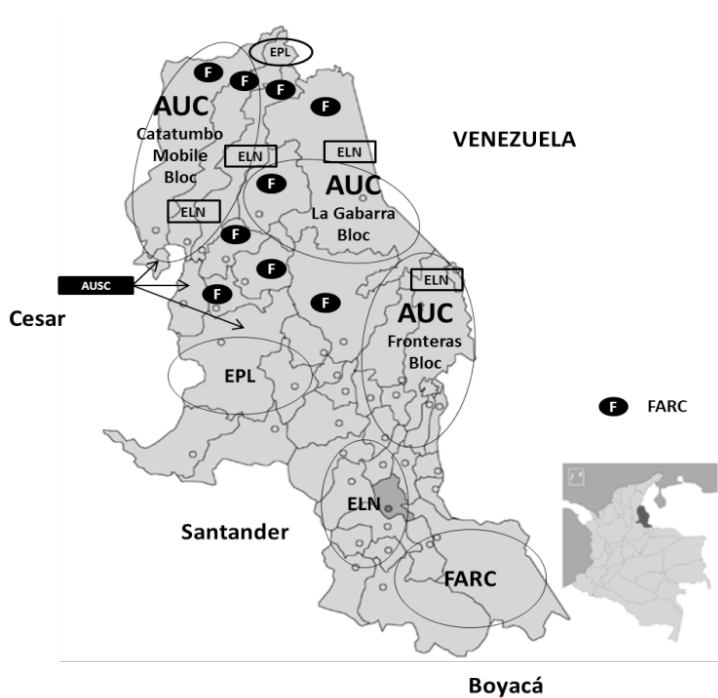 EPL
F
F
F
F
AUC
Catatumbo
Mobile
Bloc
VENEZUELA
ELN
ELN
F
AUC
La Gabarra
Bloc
ELN
F
F
ELN
AUSC
F
F
AUC
Fronteras
Bloc
Cesar
EPL
F
FARC
ELN
Santander
FARC
Boyacá